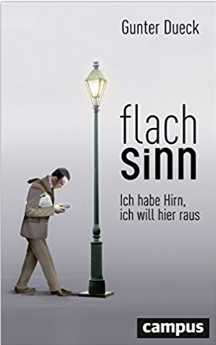 Gunter Dueck
flach
sinn
Ich habe Hirn,
ich will hier raus
campus